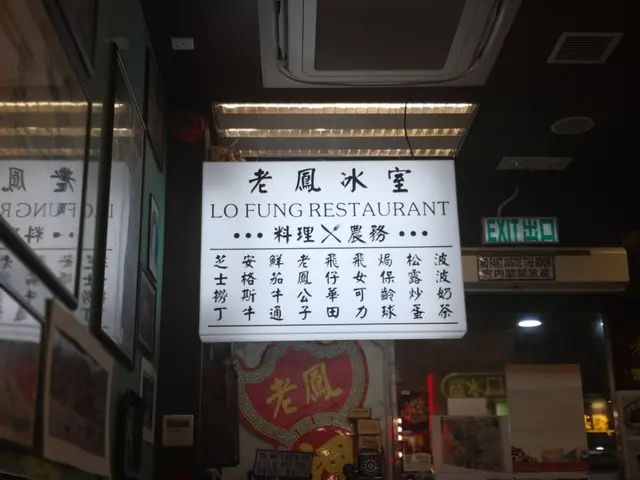 老鳳冰室
LO FUNG RESTAURANT
••• 料理╳農務 •••
波波奶茶
松露炒蛋
焗保齡球
飛女可力
飛仔華田
老鳳公子
鮮茄牛通
安格斯牛
芝士撈丁
EXIT 出口
老鳳